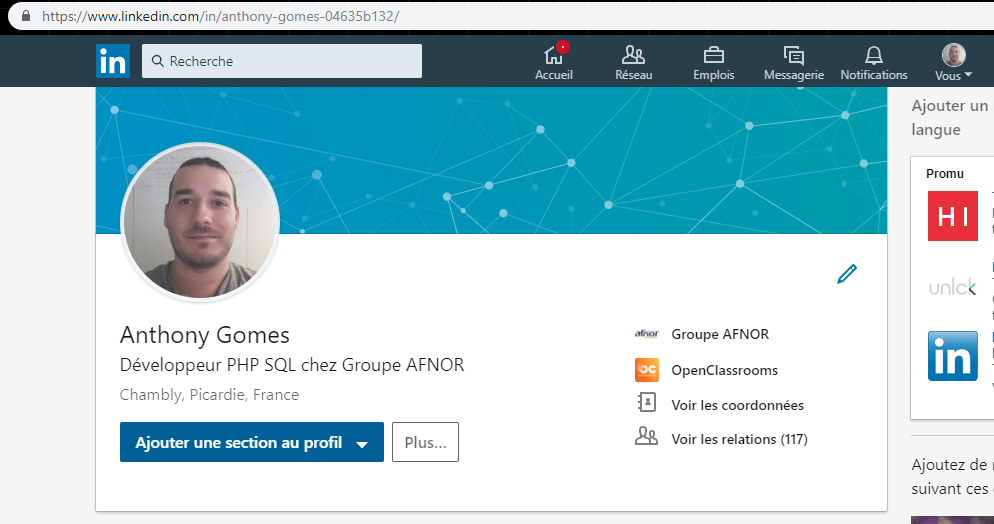 https://www.linkedin.com/in/anthony-gomes-04635b132/
in
Recherche
Accueil
Réseau
Emplois
Messagerie
Notifications
Vous
Ajouter un
langue
Promu
HI
unlck
in
Anthony Gomes
Développeur PHP SQL chez Groupe AFNOR
Chambly, Picardie, France
Ajouter une section au profil
Plus...
afnor Groupe AFNOR
OC OpenClassrooms
Voir les coordonnées
Voir les relations (117)
Ajoutez de
suivant ces